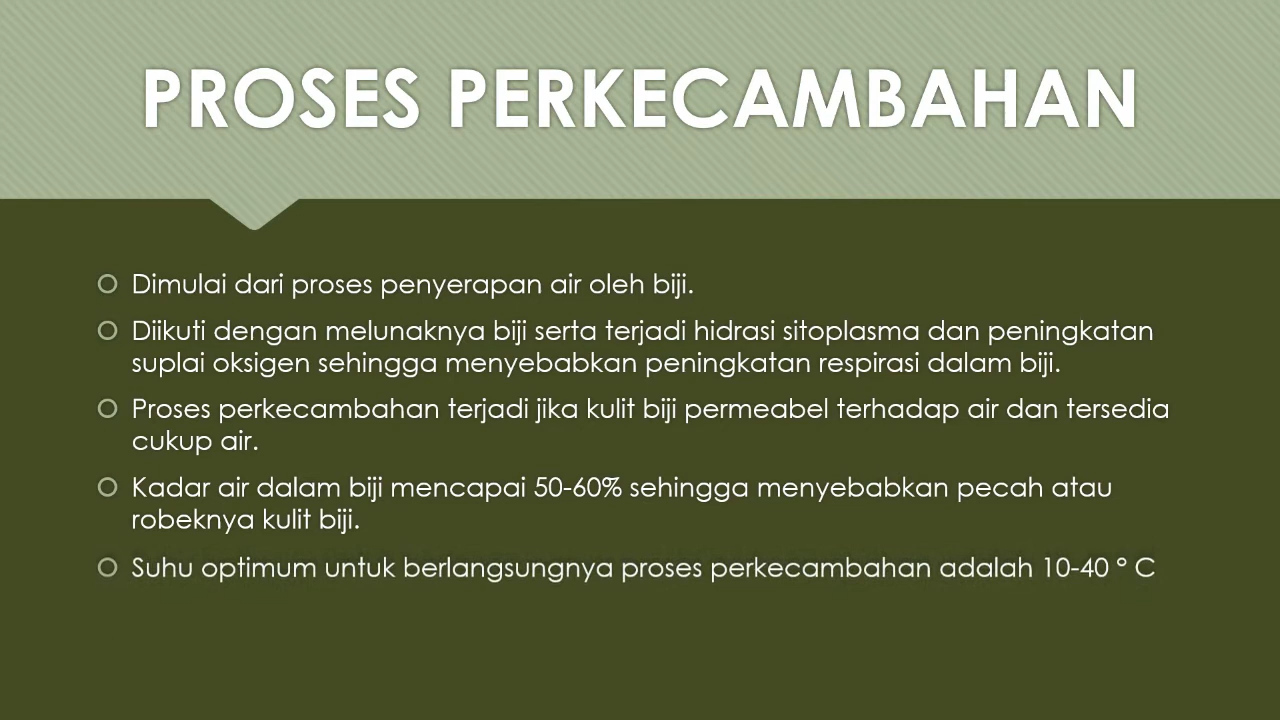 PROSES PERKECAMBAHAN
Dimulai dari proses penyerapan air oleh biji.
Diikuti dengan melunaknya biji serta terjadi hidrasi sitoplasma dan peningkatan
suplai oksigen sehingga menyebabkan peningkatan respirasi dalam biji.
Proses perkecambahan terjadi jika kulit biji permeabel terhadap air dan tersedia
cukup air.
Kadar air dalam biji mencapai 50-60% sehingga menyebabkan pecah atau
robeknya kulit biji.
Suhu optimum untuk berlangsungnya proses perkecambahan adalah 10-40 ° C